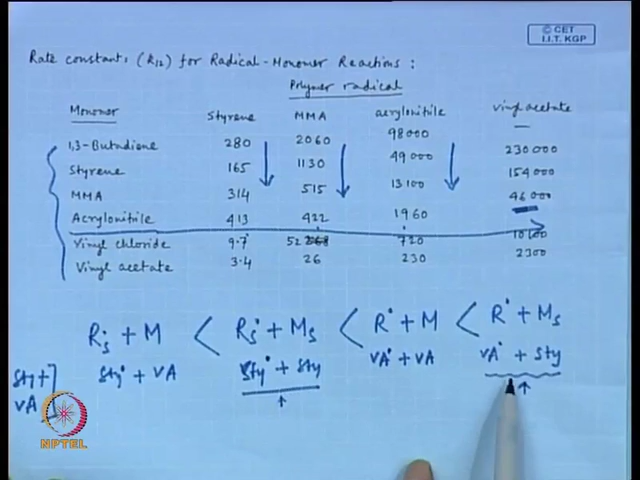 © CET
I.I.T. KGP
Rate constants (k12) for Radical-Monomer Reactions :
Polymer radical
Monomer Styrene MMA acrylonitrile vinyl acetate
1,3-Butadiene 280 2060 98000 —
Styrene 165 1130 49000 230000
MMA 314 515 13100 154000
Acrylonitrile 413 422 1960 46000
Vinyl chloride 9.7 52 720 10100
Vinyl acetate 3.4 26 230 2300
Rs• + M < Rs• + Ms < R• + M < R• + Ms
Sty• + VA Sty• + Sty VA• + VA VA• + Sty
Sty +
VA
NPTEL